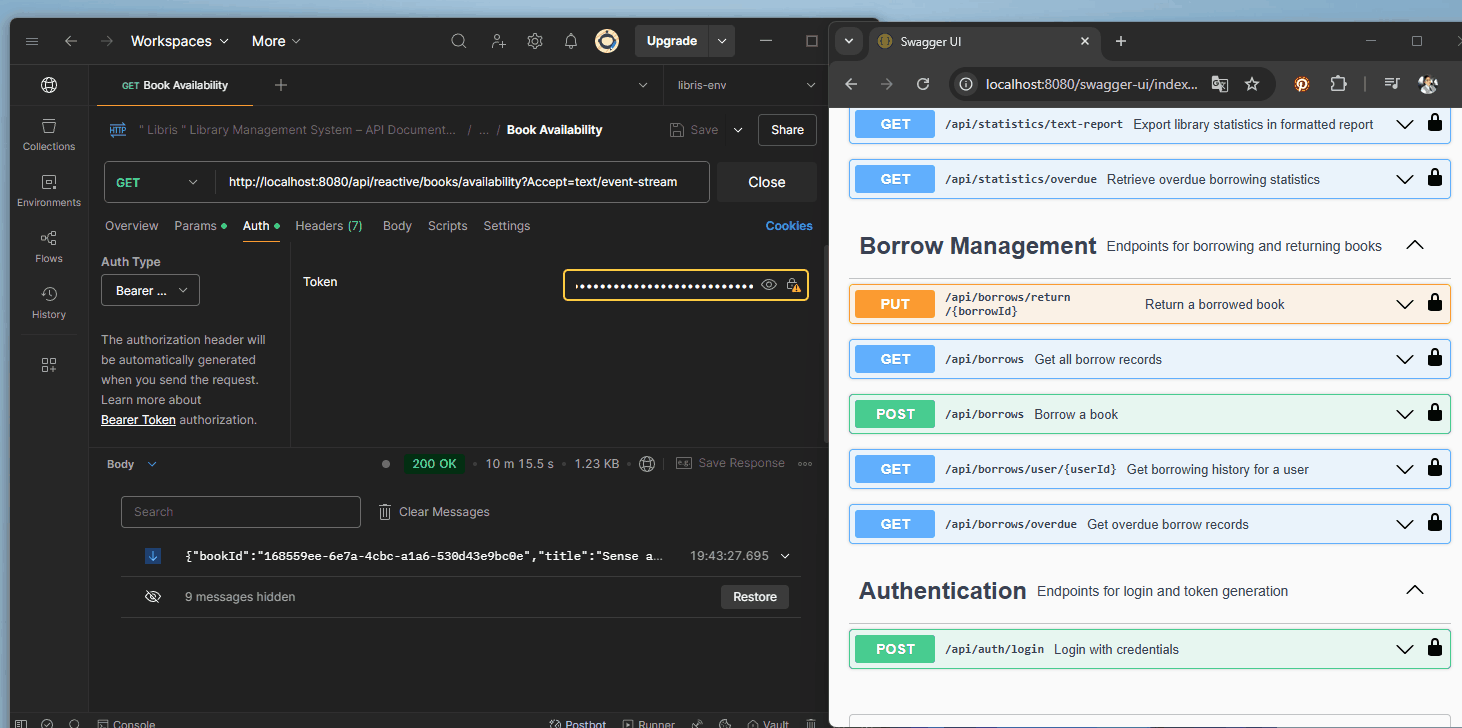 Workspaces
More
Upgrade
GET Book Availability
libris-env
HTTP
" Libris " Library Management System – API Document... / ... / Book Availability
Save
Share
Collections
Environments
Flows
History
GET
http://localhost:8080/api/reactive/books/availability?Accept=text/event-stream
Close
Overview
Params
Auth
Headers (7)
Body
Scripts
Settings
Cookies
Auth Type
Bearer ...
Token
The authorization header will
be automatically generated
when you send the request.
Learn more about
Bearer Token authorization.
Body
200 OK
10 m 15.5 s
1.23 KB
e.g.
Save Response
Search
Clear Messages
{"bookId":"168559ee-6e7a-4cbc-a1a6-530d43e9bc0e","title":"Sense a...
19:43:27.695
9 messages hidden
Restore
Console
Postbot
Runner
Vault
Swagger UI
localhost:8080/swagger-ui/index...
GET /api/statistics/text-report Export library statistics in formatted report
GET /api/statistics/overdue Retrieve overdue borrowing statistics
Borrow Management Endpoints for borrowing and returning books
PUT /api/borrows/return
/{borrowId} Return a borrowed book
GET /api/borrows Get all borrow records
POST /api/borrows Borrow a book
GET /api/borrows/user/{userId} Get borrowing history for a user
GET /api/borrows/overdue Get overdue borrow records
Authentication Endpoints for login and token generation
POST /api/auth/login Login with credentials